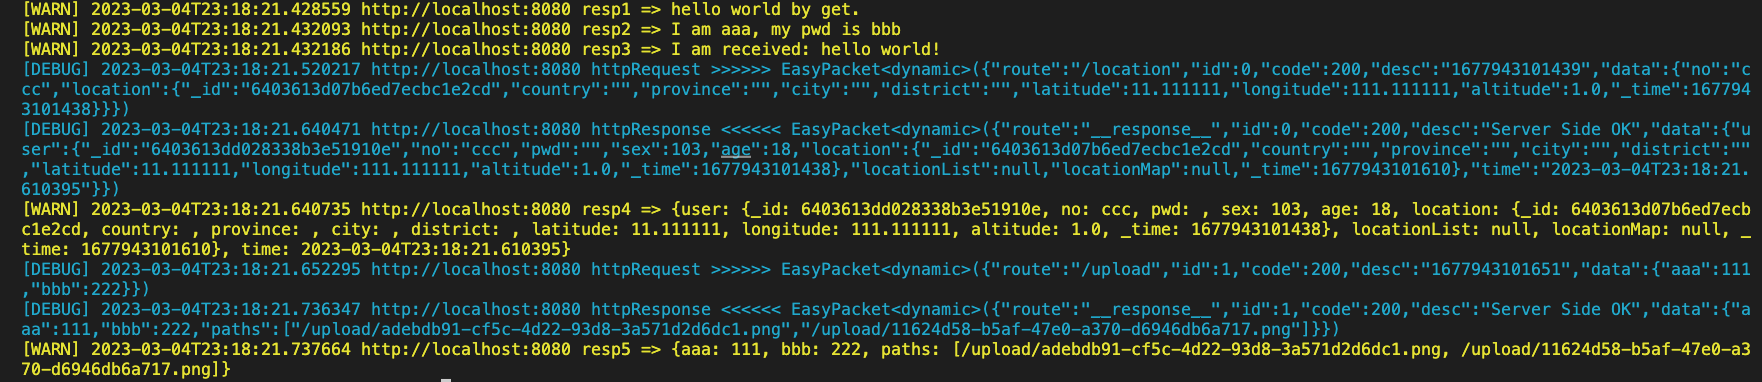 [WARN] 2023-03-04T23:18:21.428559 http://localhost:8080 resp1 => hello world by get.
[WARN] 2023-03-04T23:18:21.432093 http://localhost:8080 resp2 => I am aaa, my pwd is bbb
[WARN] 2023-03-04T23:18:21.432186 http://localhost:8080 resp3 => I am received: hello world!
[DEBUG] 2023-03-04T23:18:21.520217 http://localhost:8080 httpRequest >>>>>> EasyPacket<dynamic>({"route":"/location","id":0,"code":200,"desc":"1677943101439","data":{"no":"c
cc","location":{"_id":"6403613d07b6ed7ecbc1e2cd","country":"","province":"","city":"","district":"","latitude":11.111111,"longitude":111.111111,"altitude":1.0,"_time":167794
3101438}}})
[DEBUG] 2023-03-04T23:18:21.640471 http://localhost:8080 httpResponse <<<<<< EasyPacket<dynamic>({"route":"__response__","id":0,"code":200,"desc":"Server Side OK","data":{"u
ser":{"_id":"6403613dd028338b3e51910e","no":"ccc","pwd":"","sex":103,"age":18,"location":{"_id":"6403613d07b6ed7ecbc1e2cd","country":"","province":"","city":"","district":""
,"latitude":11.111111,"longitude":111.111111,"altitude":1.0,"_time":1677943101438},"locationList":null,"locationMap":null,"_time":1677943101610},"time":"2023-03-04T23:18:21.
610395"}})
[WARN] 2023-03-04T23:18:21.640735 http://localhost:8080 resp4 => {user: {_id: 6403613dd028338b3e51910e, no: ccc, pwd: , sex: 103, age: 18, location: {_id: 6403613d07b6ed7ecb
c1e2cd, country: , province: , city: , district: , latitude: 11.111111, longitude: 111.111111, altitude: 1.0, _time: 1677943101438}, locationList: null, locationMap: null, _
time: 1677943101610}, time: 2023-03-04T23:18:21.610395}
[DEBUG] 2023-03-04T23:18:21.652295 http://localhost:8080 httpRequest >>>>>> EasyPacket<dynamic>({"route":"/upload","id":1,"code":200,"desc":"1677943101651","data":{"aaa":111
,"bbb":222}})
[DEBUG] 2023-03-04T23:18:21.736347 http://localhost:8080 httpResponse <<<<<< EasyPacket<dynamic>({"route":"__response__","id":1,"code":200,"desc":"Server Side OK","data":{"a
aa":111,"bbb":222,"paths":["/upload/adebdb91-cf5c-4d22-93d8-3a571d2d6dc1.png","/upload/11624d58-b5af-47e0-a370-d6946db6a717.png"]}})
[WARN] 2023-03-04T23:18:21.737664 http://localhost:8080 resp5 => {aaa: 111, bbb: 222, paths: [/upload/adebdb91-cf5c-4d22-93d8-3a571d2d6dc1.png, /upload/11624d58-b5af-47e0-a3
70-d6946db6a717.png]}